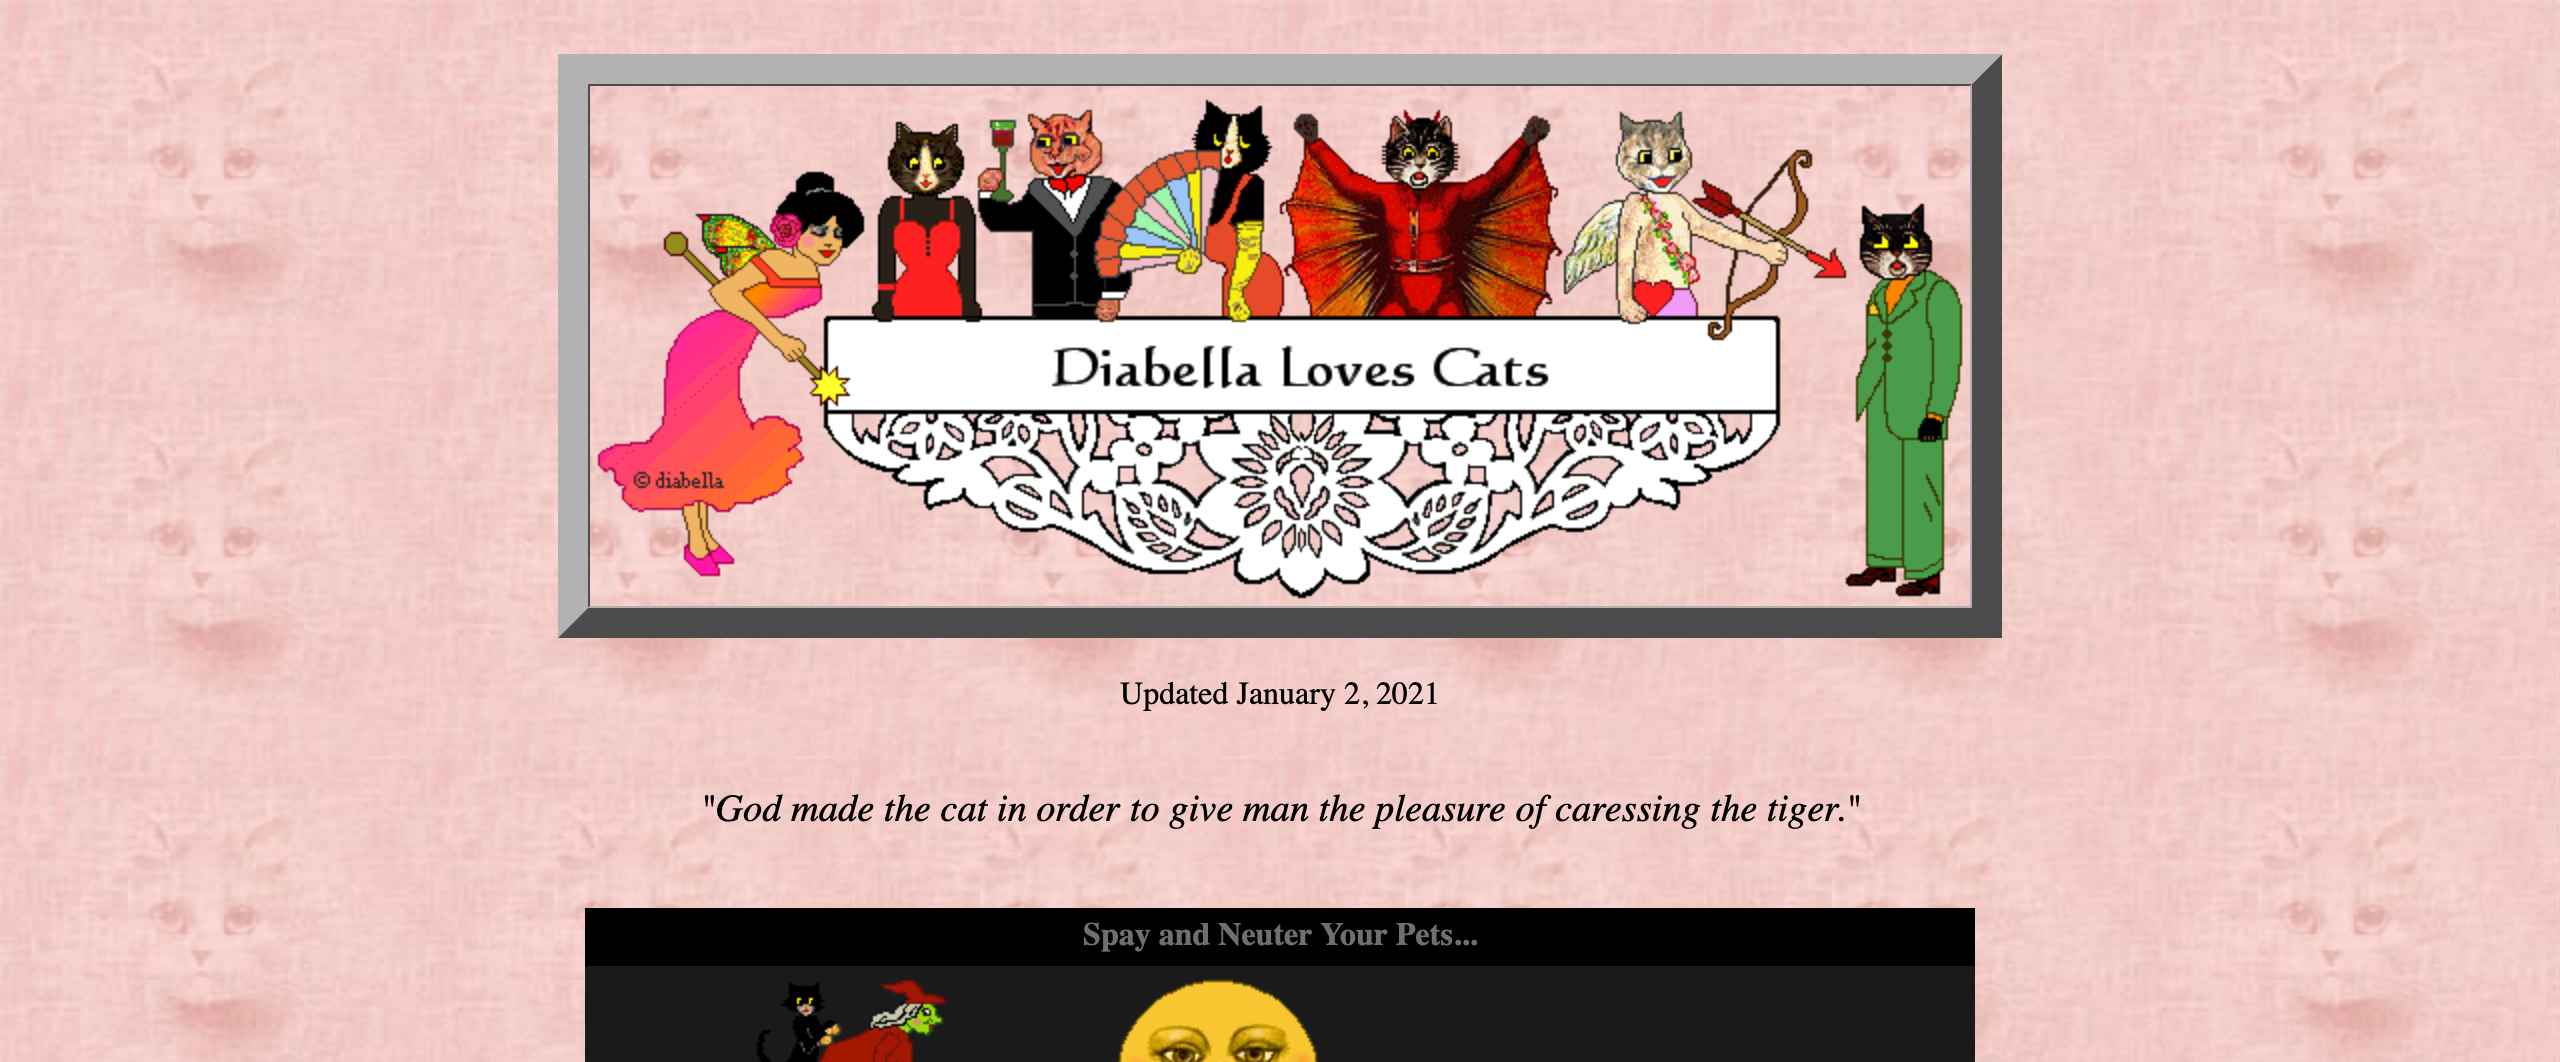 Diabella Loves Cats
© diabella
Updated January 2, 2021
"God made the cat in order to give man the pleasure of caressing the tiger."
Spay and Neuter Your Pets...